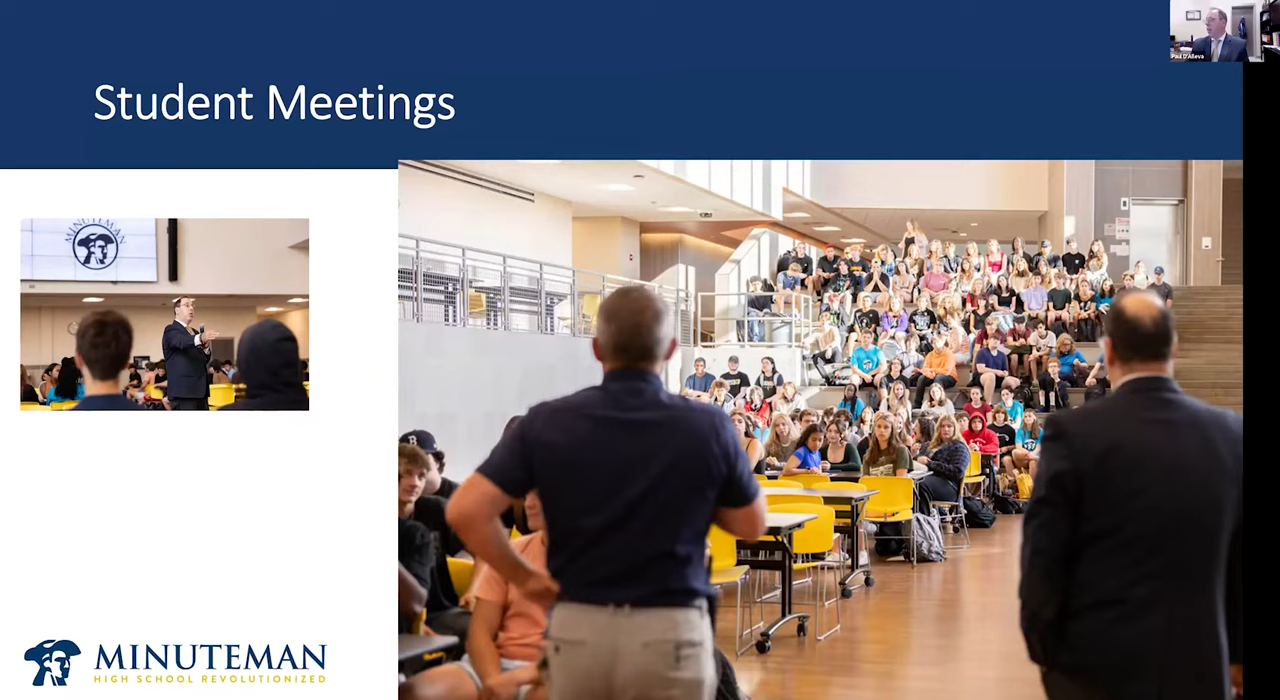 Student Meetings
Paul D'Alleva
MINUTEMAN
MINUTEMAN
HIGH SCHOOL REVOLUTIONIZED